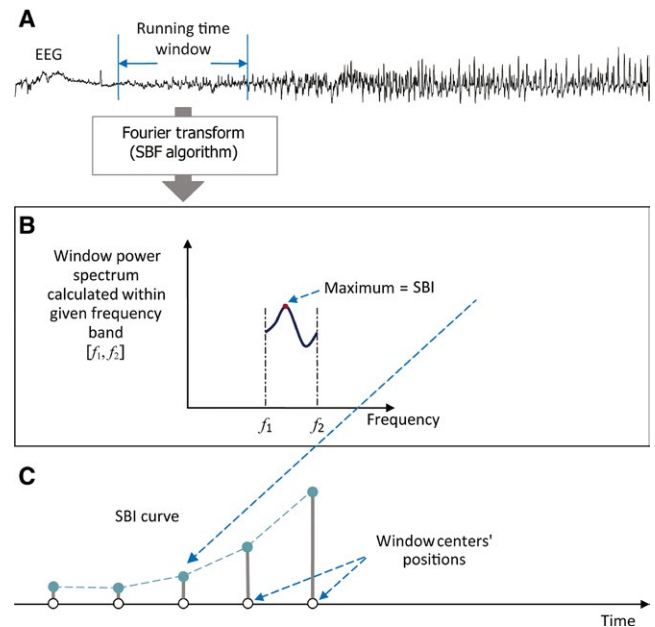 A
Running time
window
EEG
Fourier transform
(SBF algorithm)
B
Window power
spectrum
calculated within
given frequency
band
[f₁, f₂]
Maximum = SBI
f₁
f₂
Frequency
C
SBI curve
Window centers'
positions
Time